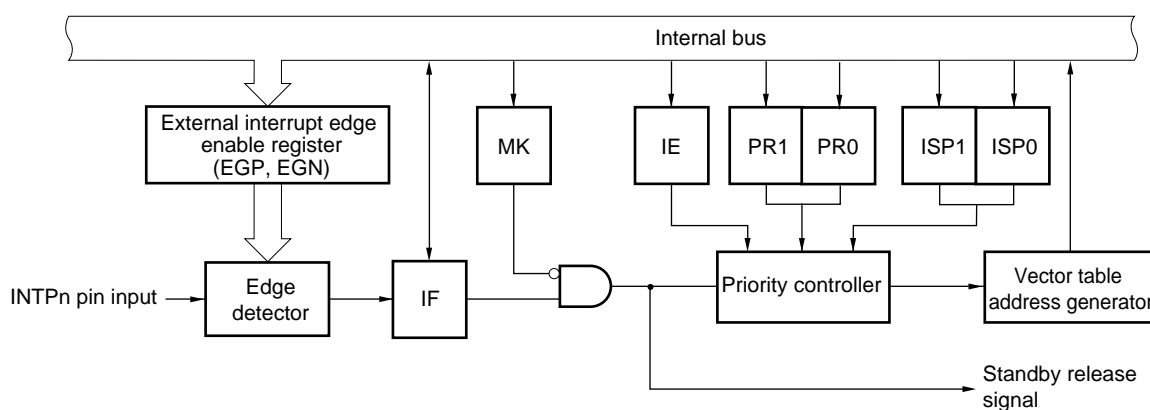 Internal bus
External interrupt edge
enable register
(EGP, EGN)
MK
IE
PR1
PR0
ISP1
ISP0
INTPn pin input
Edge
detector
IF
Priority controller
Vector table
address generator
Standby release
signal